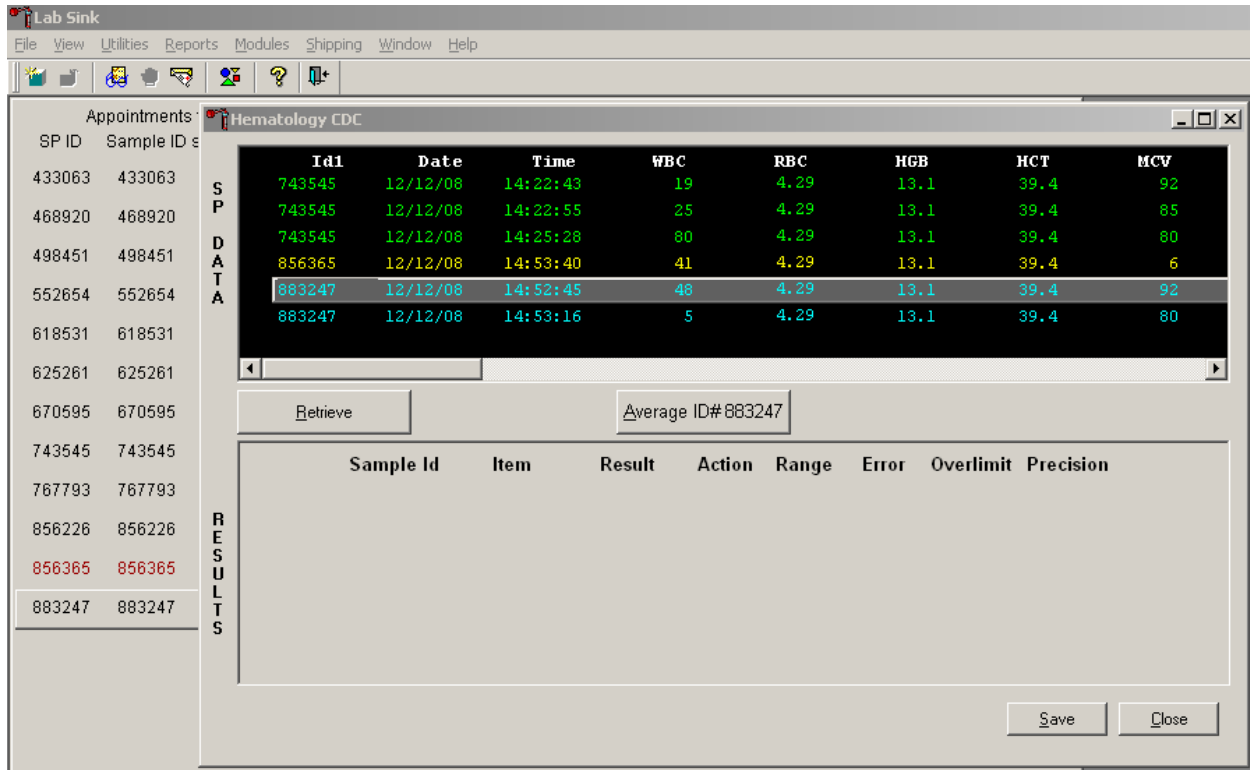 Lab Sink
File View Utilities Reports Modules Shipping Window Help
Appointments
SP ID Sample ID s
433063 433063
468920 468920
498451 498451
552654 552654
618531 618531
625261 625261
670595 670595
743545 743545
767793 767793
856226 856226
856365 856365
883247 883247
Hematology CDC
SP DATA
Id1 Date Time WBC RBC HGB HCT MCV
743545 12/12/08 14:22:43 19 4.29 13.1 39.4 92
743545 12/12/08 14:22:55 25 4.29 13.1 39.4 85
743545 12/12/08 14:25:28 80 4.29 13.1 39.4 80
856365 12/12/08 14:53:40 41 4.29 13.1 39.4 6
883247 12/12/08 14:52:45 48 4.29 13.1 39.4 92
883247 12/12/08 14:53:16 5 4.29 13.1 39.4 80
Retrieve Average ID# 883247
RESULTS
Sample Id Item Result Action Range Error Overlimit Precision
Save Close